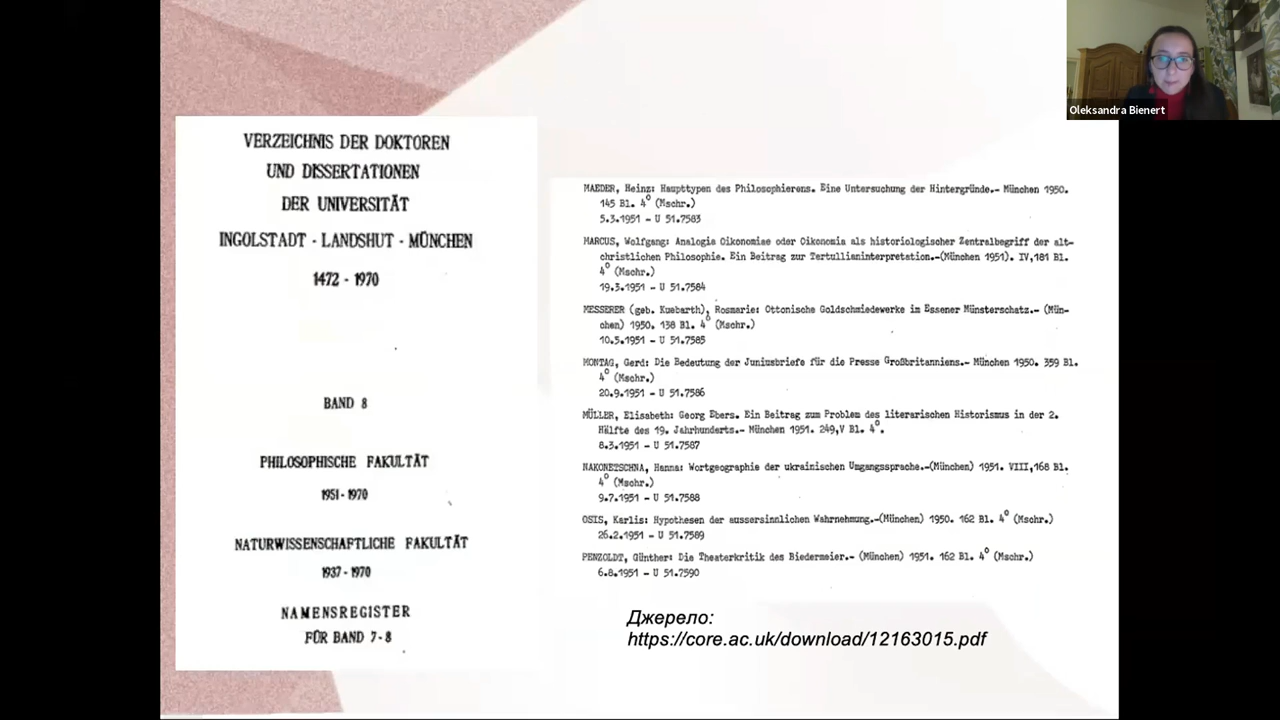 Oleksandra Bienert
VERZEICHNIS DER DOKTOREN
UND DISSERTATIONEN
DER UNIVERSITÄT
INGOLSTADT - LANDSHUT - MÜNCHEN
1472 - 1970
BAND 8
PHILOSOPHISCHE FAKULTÄT
1951 - 1970
NATURWISSENSCHAFTLICHE FAKULTÄT
1937 - 1970
NAMENSREGISTER
FÜR BAND 7 - 8
MAEDER, Heinz: Haupttypen des Philosophierens. Eine Untersuchung der Hintergründe.- München 1950.
145 Bl. 4° (Mschr.)
5.3.1951 - U 51.7583
MARCUS, Wolfgang: Analogia Oikonomiae oder Oikonomia als historiologischer Zentralbegriff der alt-
christlichen Philosophie. Ein Beitrag zur Tertullianinterpretation.-(München 1951). IV,181 Bl.
4° (Mschr.)
19.3.1951 - U 51.7584
MESSERER (geb. Kuebarth), Rosmarie: Ottonische Goldschmiedewerke im Essener Münsterschatz.- (Mün-
chen) 1950. 138 Bl. 4° (Mschr.)
10.5.1951 - U 51.7585
MONTAG, Gerd: Die Bedeutung der Juniusbriefe für die Presse Großbritanniens.- München 1950. 359 Bl.
4° (Mschr.)
20.9.1951 - U 51.7586
MÜLLER, Elisabeth: Georg Ebers. Ein Beitrag zum Problem des literarischen Historismus in der 2.
Hälfte des 19. Jahrhunderts.- München 1951. 249,V Bl. 4°.
8.3.1951 - U 51.7587
NAKONETSCHNA, Hanna: Wortgeographie der ukrainischen Umgangssprache.-(München) 1951. VIII,168 Bl.
4° (Mschr.)
9.7.1951 - U 51.7588
OSIS, Karlis: Hypothesen der aussersinnlichen Wahrnehmung.-(München) 1950. 162 Bl. 4° (Mschr.)
26.2.1951 - U 51.7589
PENZOLDT, Günther: Die Theaterkritik des Biedermeier.- (München) 1951. 162 Bl. 4° (Mschr.)
6.8.1951 - U 51.7590
Джерело:
https://core.ac.uk/download/12163015.pdf